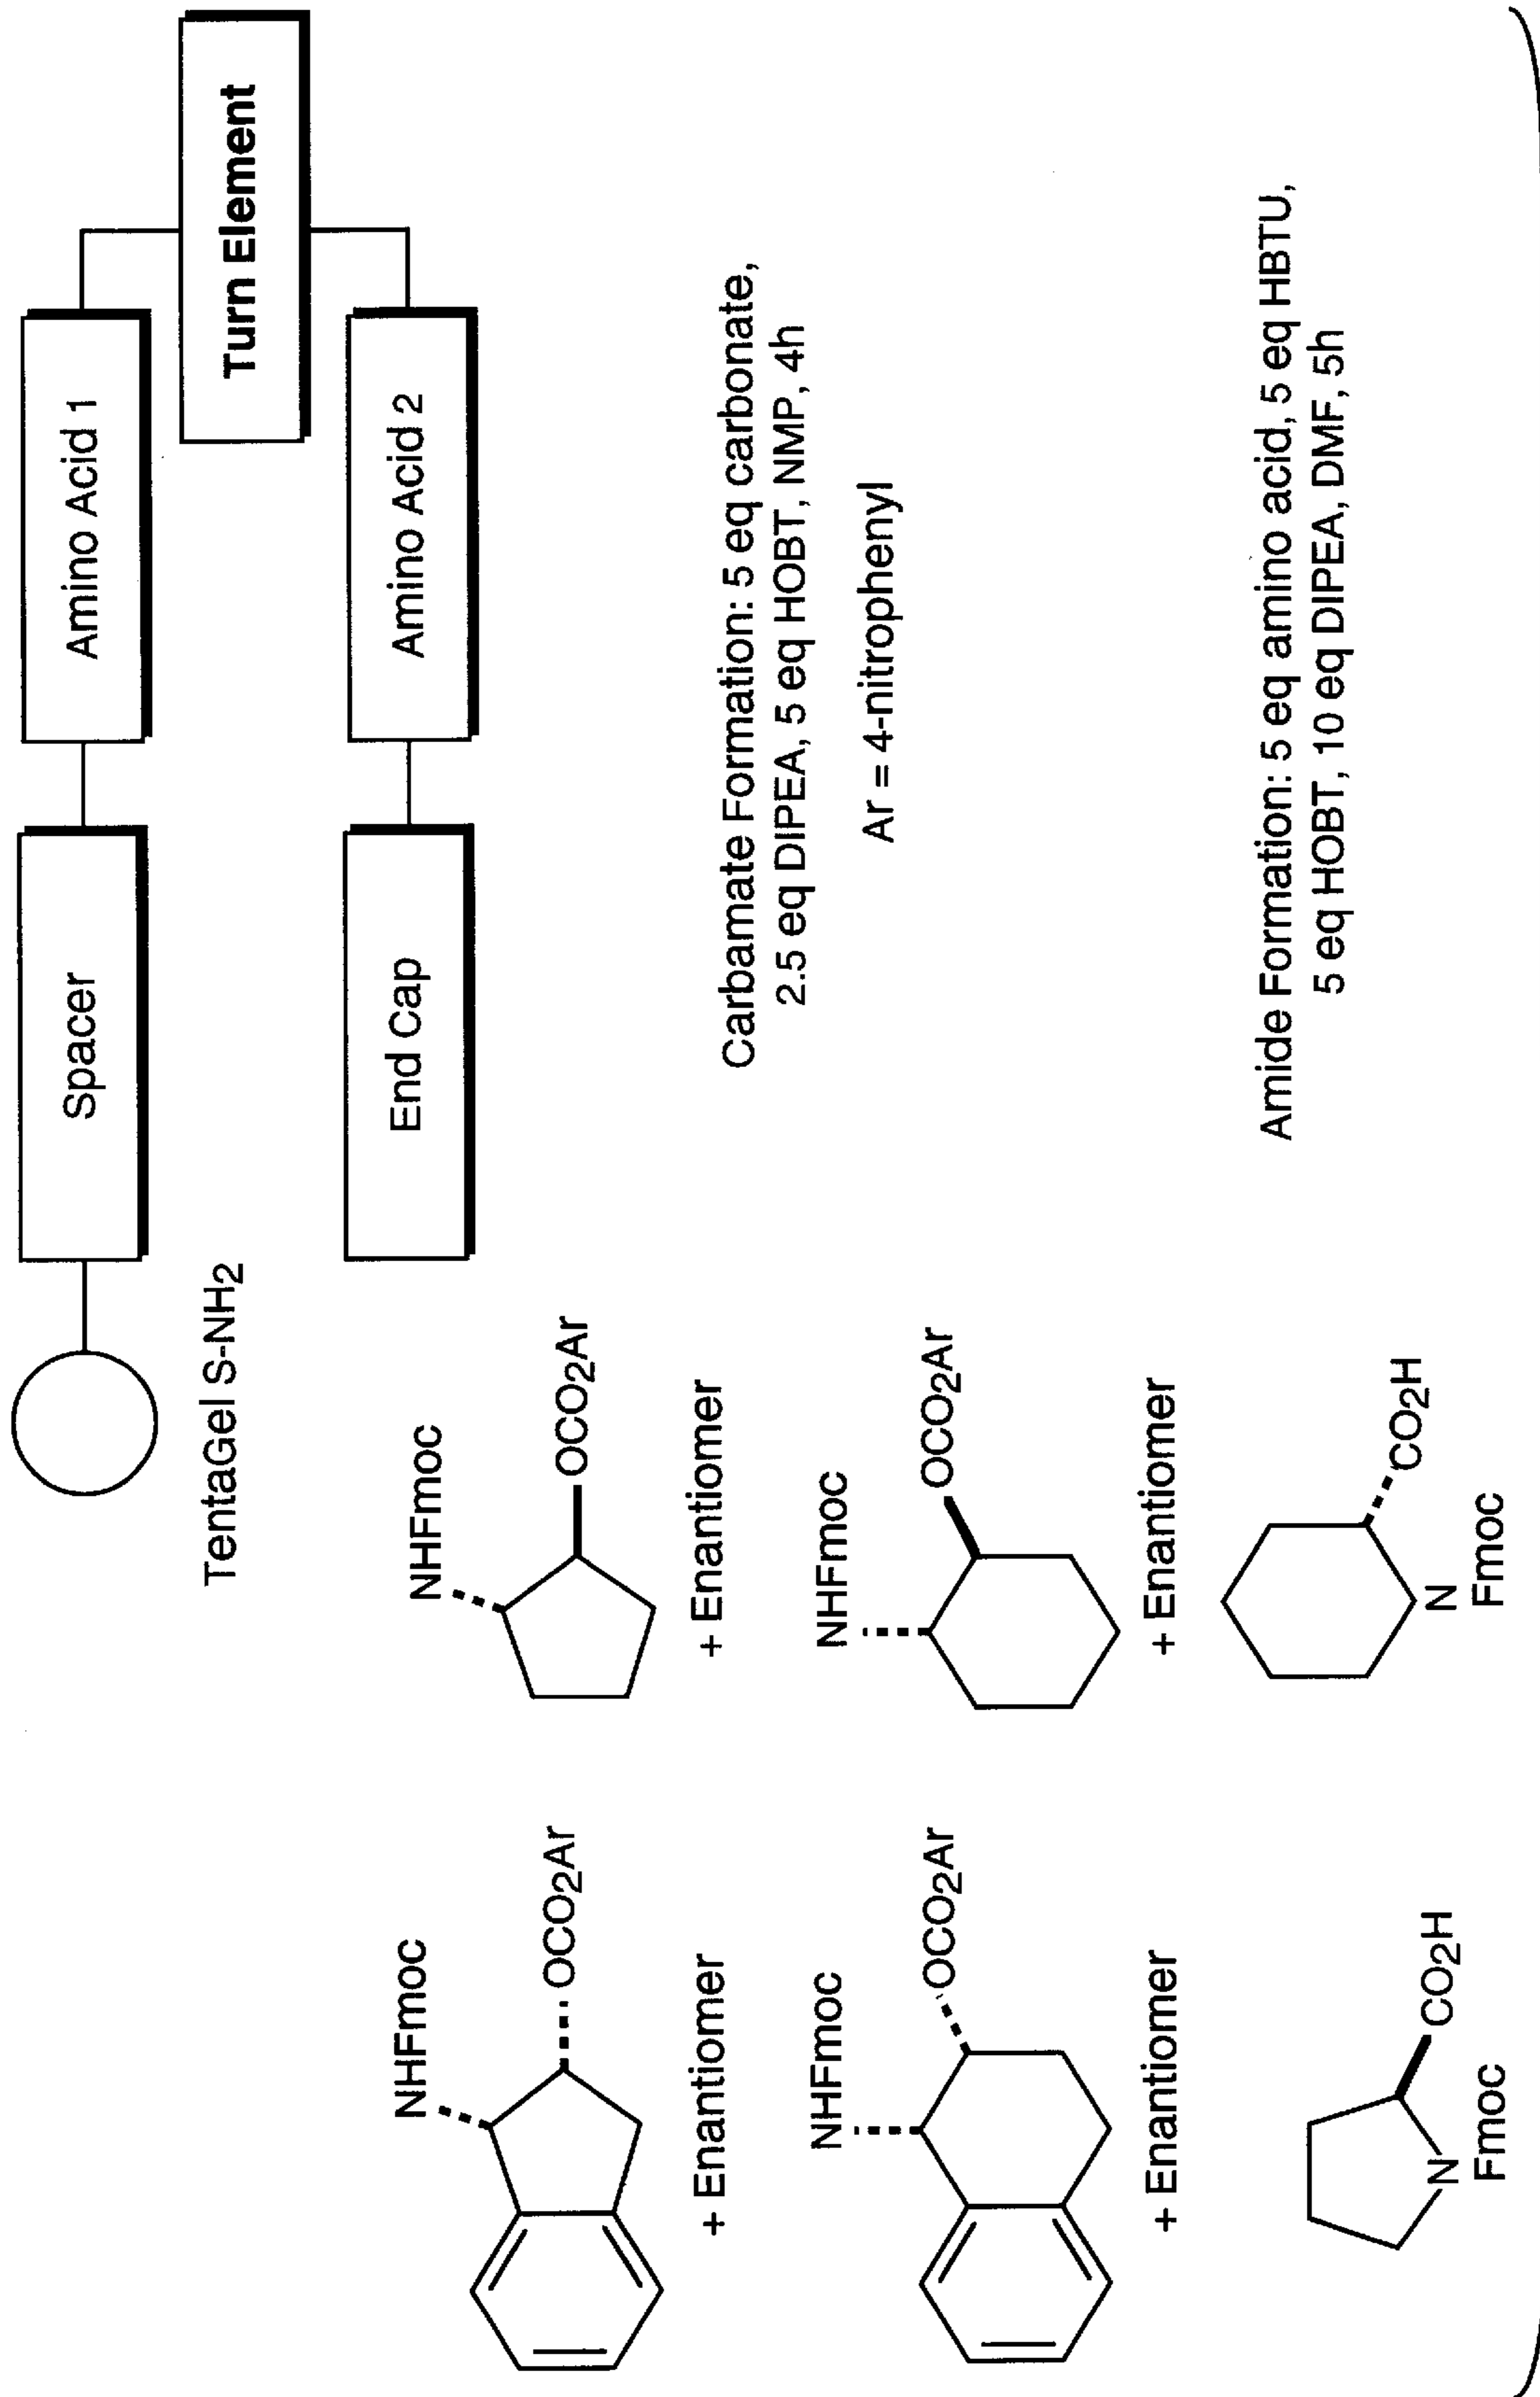 Spacer
Amino Acid 1
TentaGel S-NH2
Turn Element
End Cap
Amino Acid 2
NHFmoc
OCO2Ar
+ Enantiomer
NHFmoc
OCO2Ar
+ Enantiomer
Carbamate Formation: 5 eq carbonate,
2.5 eq DIPEA, 5 eq HOBT, NMP, 4h
Ar = 4-nitrophenyl
NHFmoc
OCO2Ar
+ Enantiomer
NHFmoc
OCO2Ar
+ Enantiomer
N
Fmoc
CO2H
N
Fmoc
CO2H
Amide Formation: 5 eq amino acid, 5 eq HBTU,
5 eq HOBT, 10 eq DIPEA, DMF, 5h